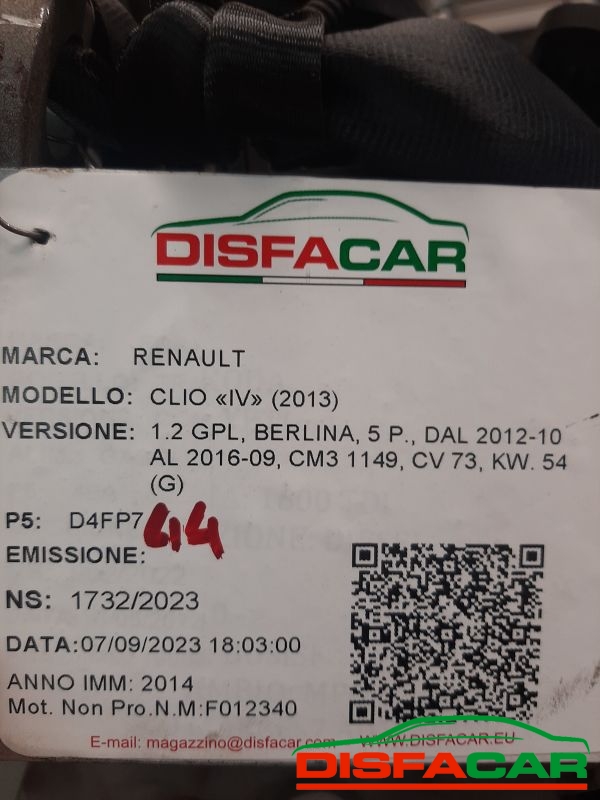 DISFACAR
MARCA: RENAULT
MODELLO: CLIO «IV» (2013)
VERSIONE: 1.2 GPL, BERLINA, 5 P., DAL 2012-10
AL 2016-09, CM3 1149, CV 73, KW. 54
(G)
P5: D4FP7 44
EMISSIONE:
NS: 1732/2023
DATA:07/09/2023 18:03:00
ANNO IMM: 2014
Mot. Non Pro.N.M:F012340
E-mail: magazzino@disfacar.com - WWW.DISFACAR.EU
DISFACAR